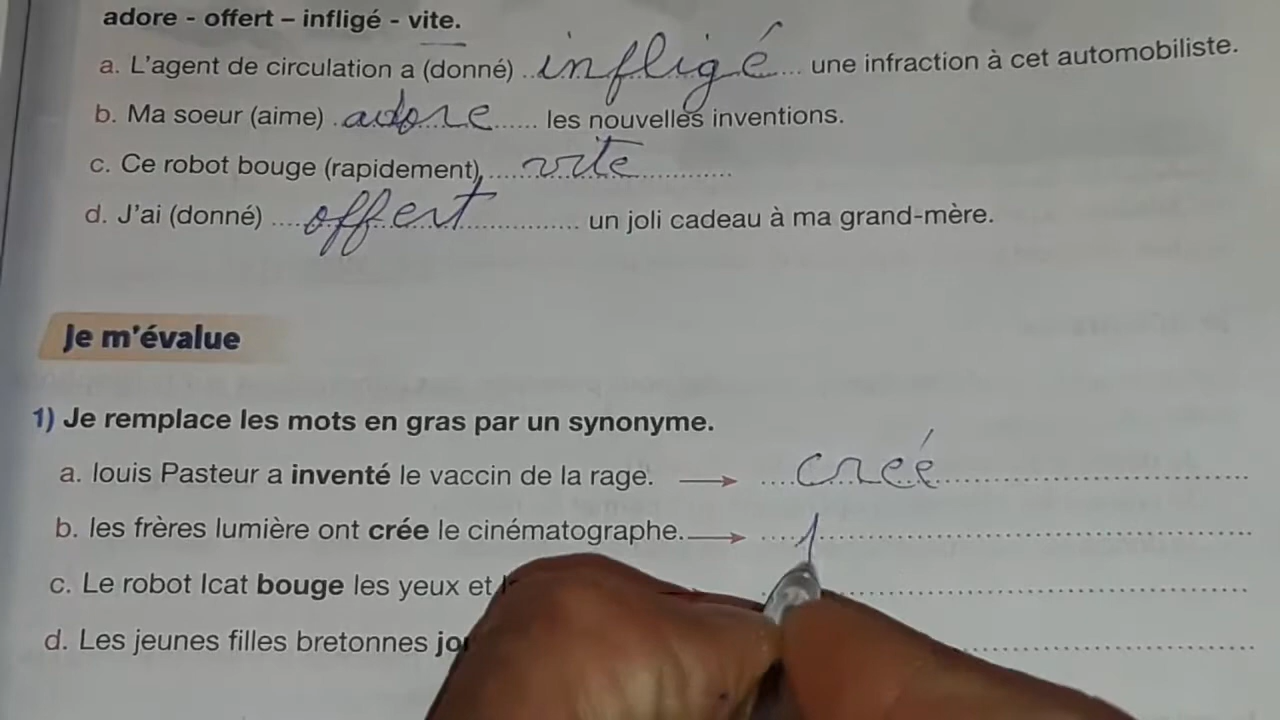 adore - offert – infligé - vite.
a. L'agent de circulation a (donné) ..infligé... une infraction à cet automobiliste.
b. Ma soeur (aime) .adore...... les nouvelles inventions.
c. Ce robot bouge (rapidement), ....vite............
d. J'ai (donné) ....offert............ un joli cadeau à ma grand-mère.
Je m'évalue
1) Je remplace les mots en gras par un synonyme.
a. louis Pasteur a inventé le vaccin de la rage. → ....creé................
b. les frères lumière ont crée le cinématographe. → ....................
c. Le robot Icat bouge les yeux et
d. Les jeunes filles bretonnes